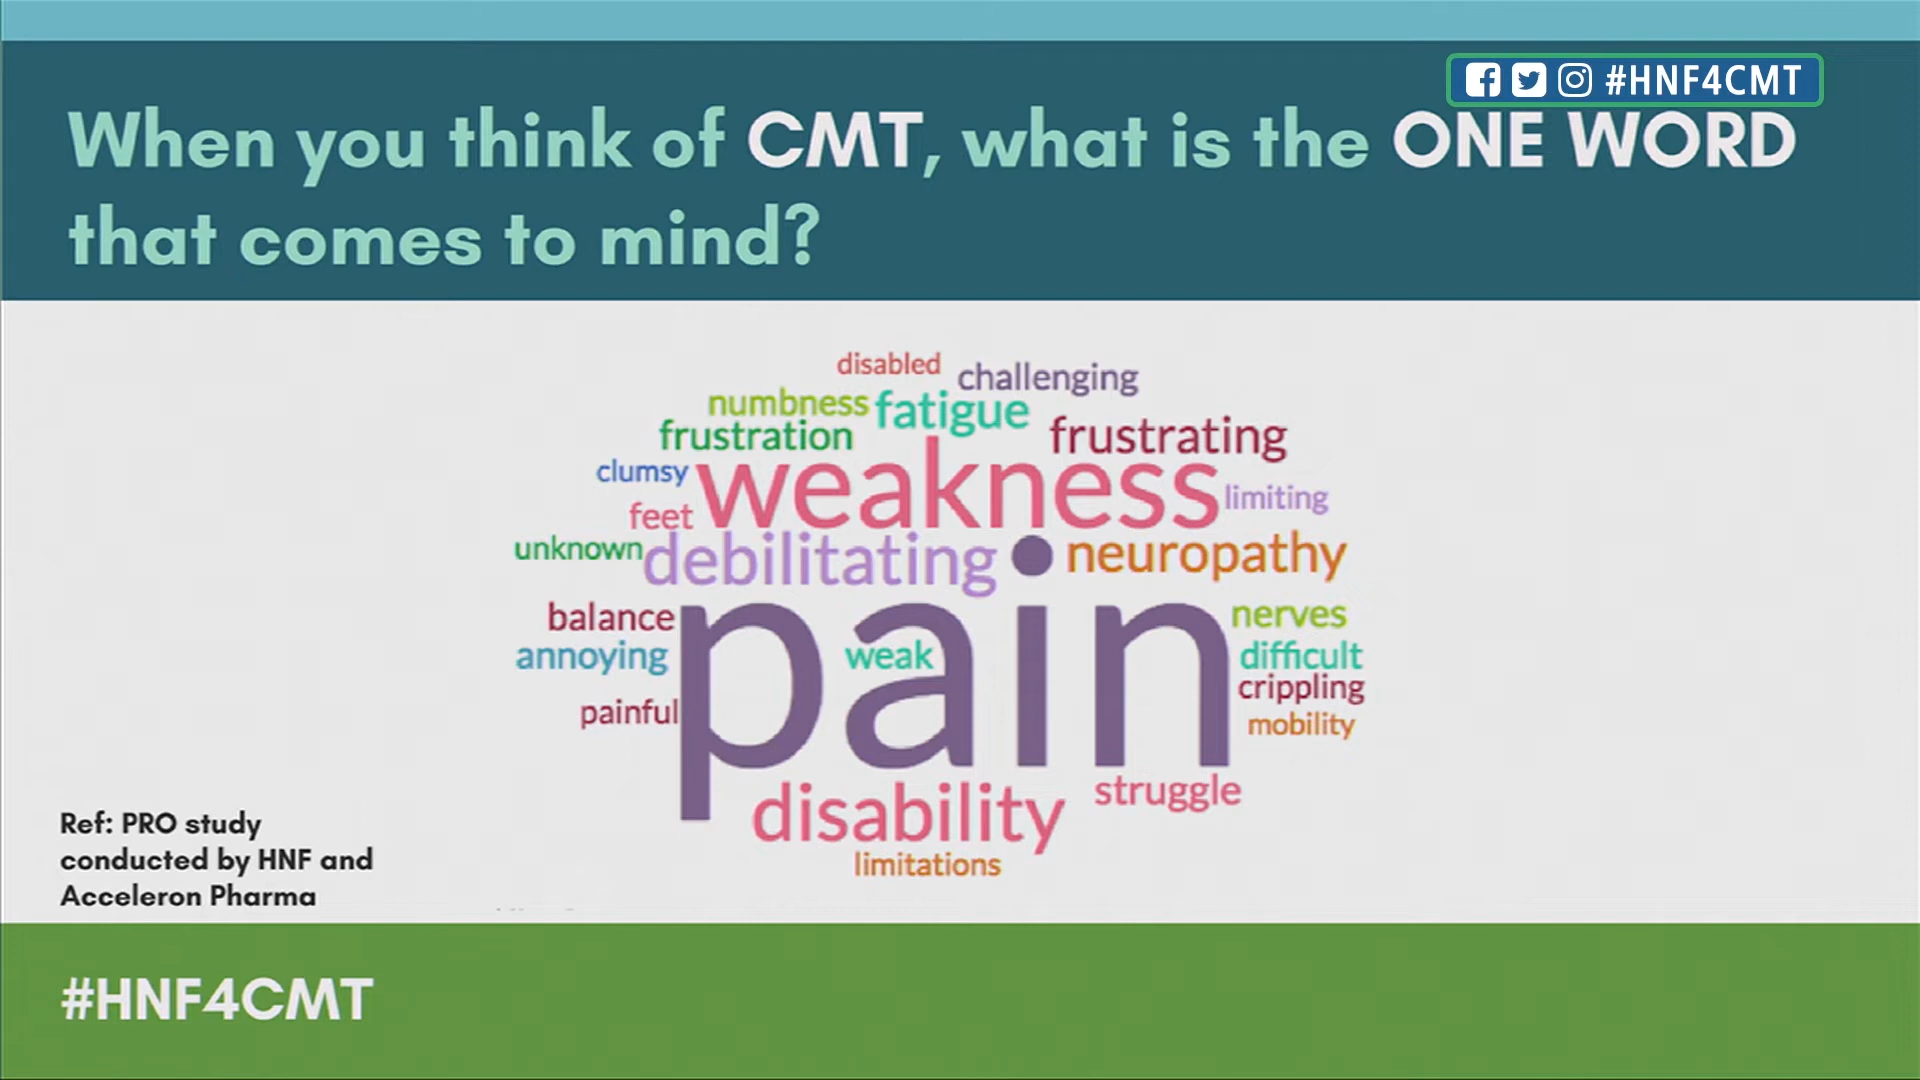 #HNF4CMT
When you think of CMT, what is the ONE WORD
that comes to mind?
disabled
challenging
numbness
fatigue
frustration
frustrating
clumsy
weakness
limiting
feet
unknown
debilitating
neuropathy
balance
pain
nerves
annoying
weak
difficult
crippling
painful
mobility
disability
struggle
limitations
Ref: PRO study
conducted by HNF and
Acceleron Pharma
#HNF4CMT